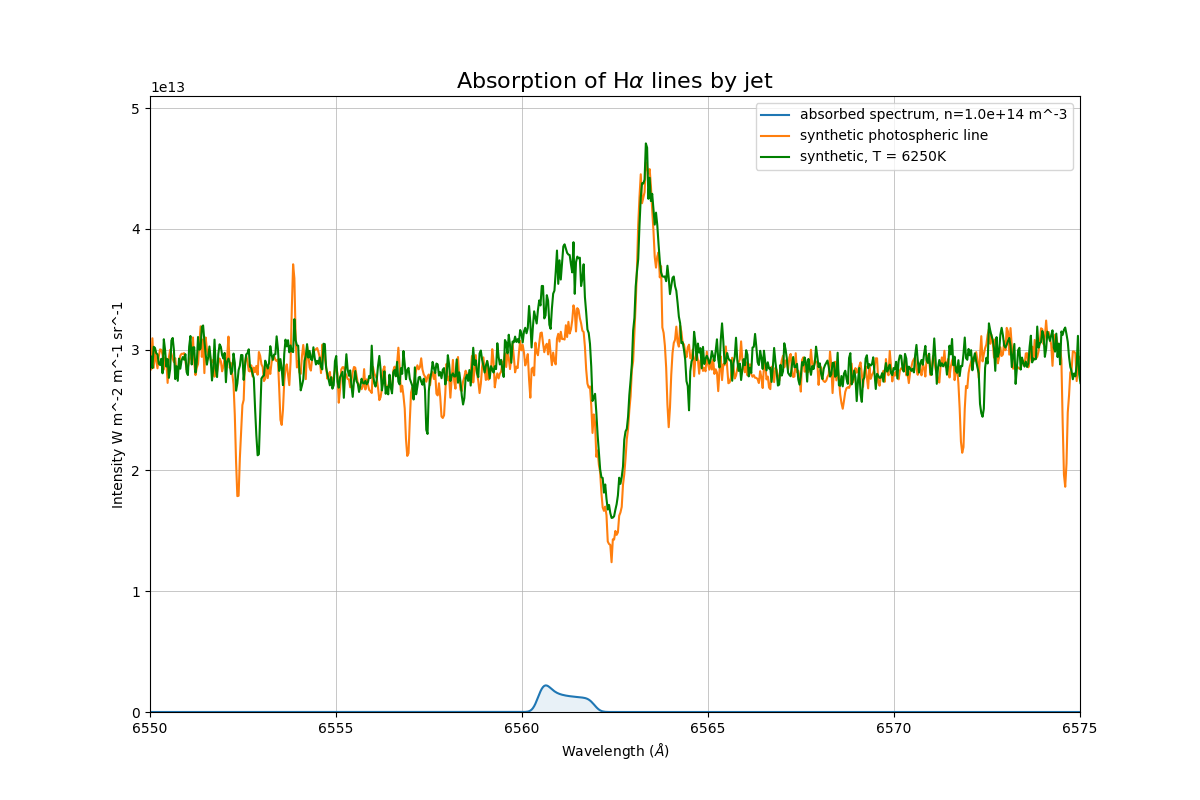 Absorption of Hα lines by jet
1e13
absorbed spectrum, n=1.0e+14 m^-3
synthetic photospheric line
synthetic, T = 6250K
5
4
3
2
1
0
Intensity W m^-2 m^-1 sr^-1
6550 6555 6560 6565 6570 6575
Wavelength (Å)